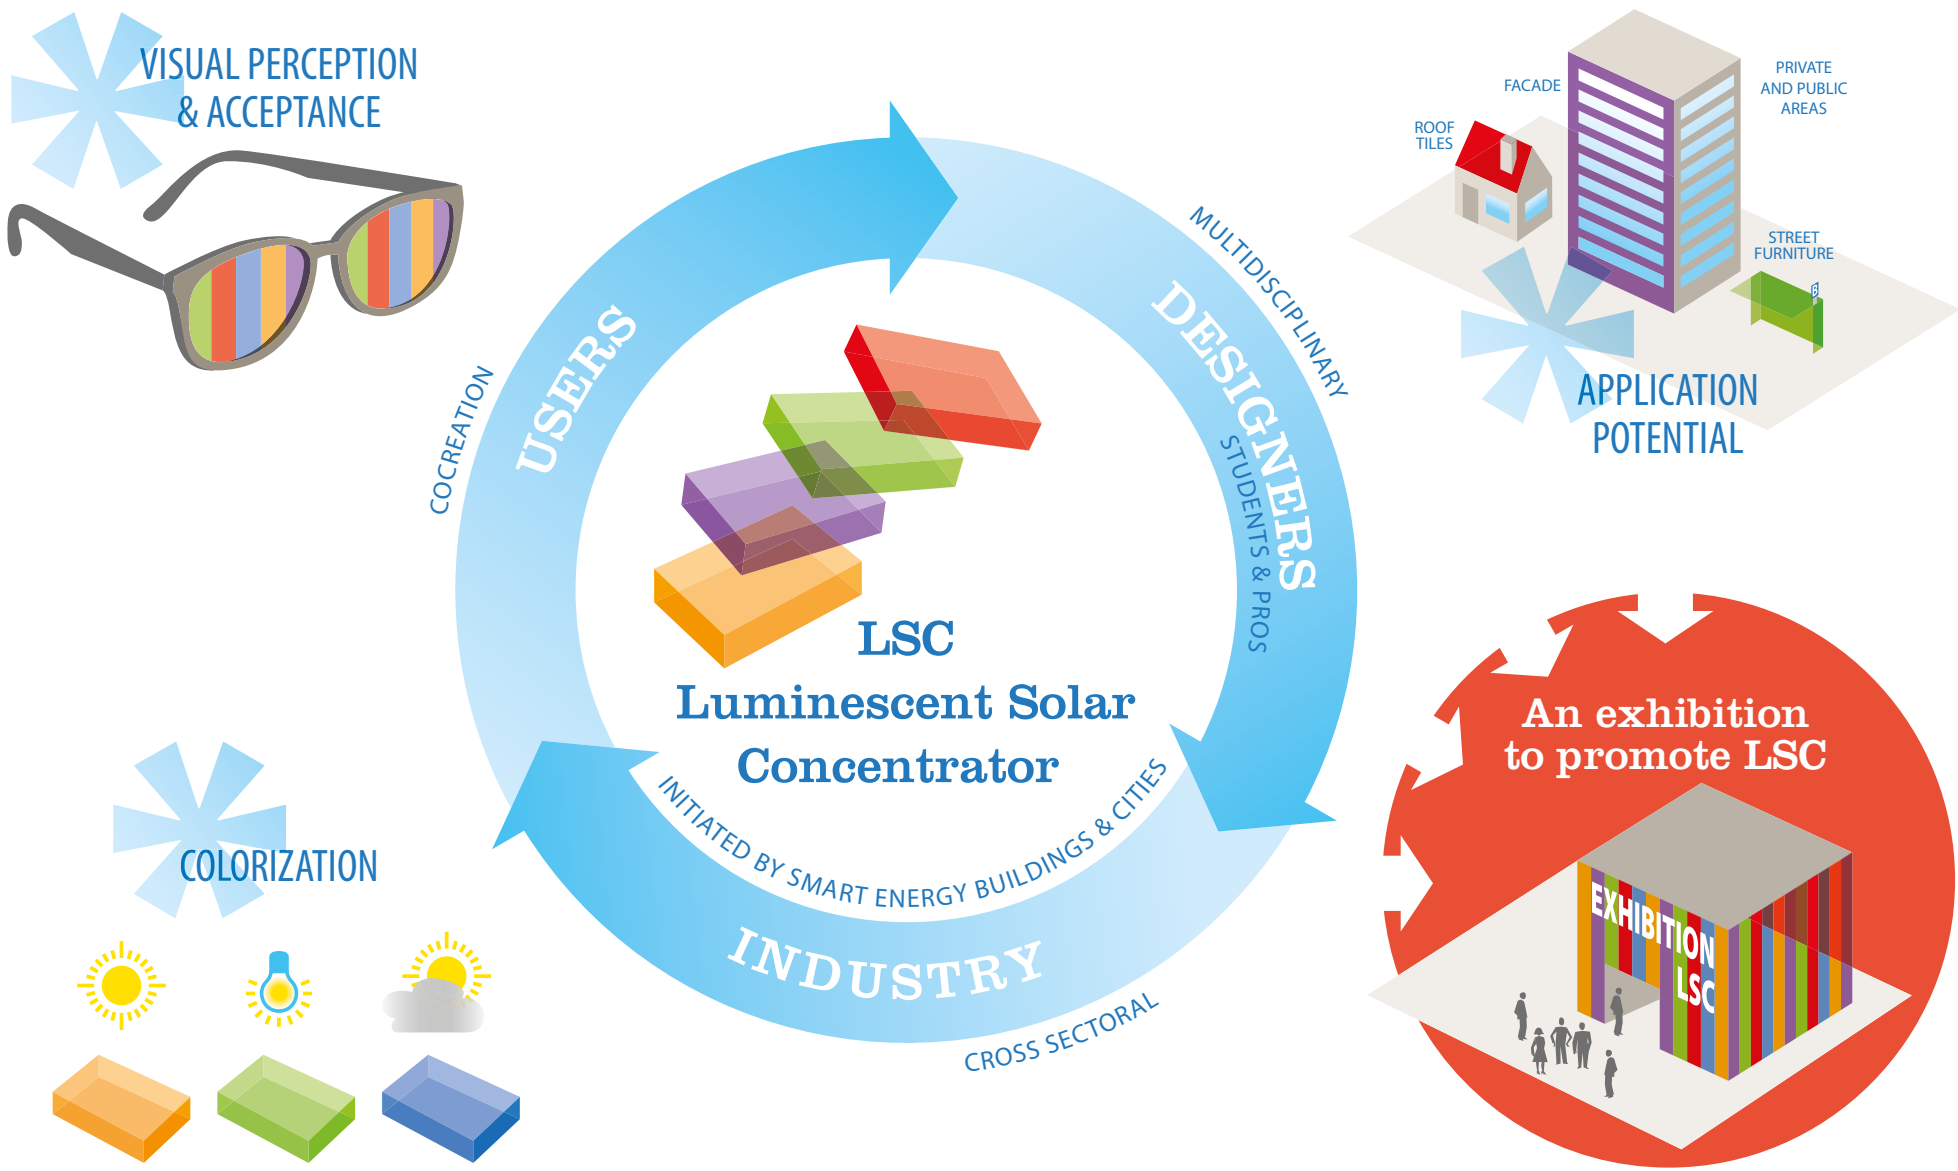 VISUAL PERCEPTION
& ACCEPTANCE
FACADE
PRIVATE
AND PUBLIC
AREAS
ROOF
TILES
STREET
FURNITURE
B
APPLICATION
POTENTIAL
COCREATION
USERS
MULTIDISCIPLINARY
DESIGNERS
STUDENTS & PROS
LSC
Luminescent Solar
Concentrator
INITIATED BY SMART ENERGY BUILDINGS & CITIES
INDUSTRY
CROSS SECTORAL
COLORIZATION
An exhibition
to promote LSC
EXHIBITION
LSC